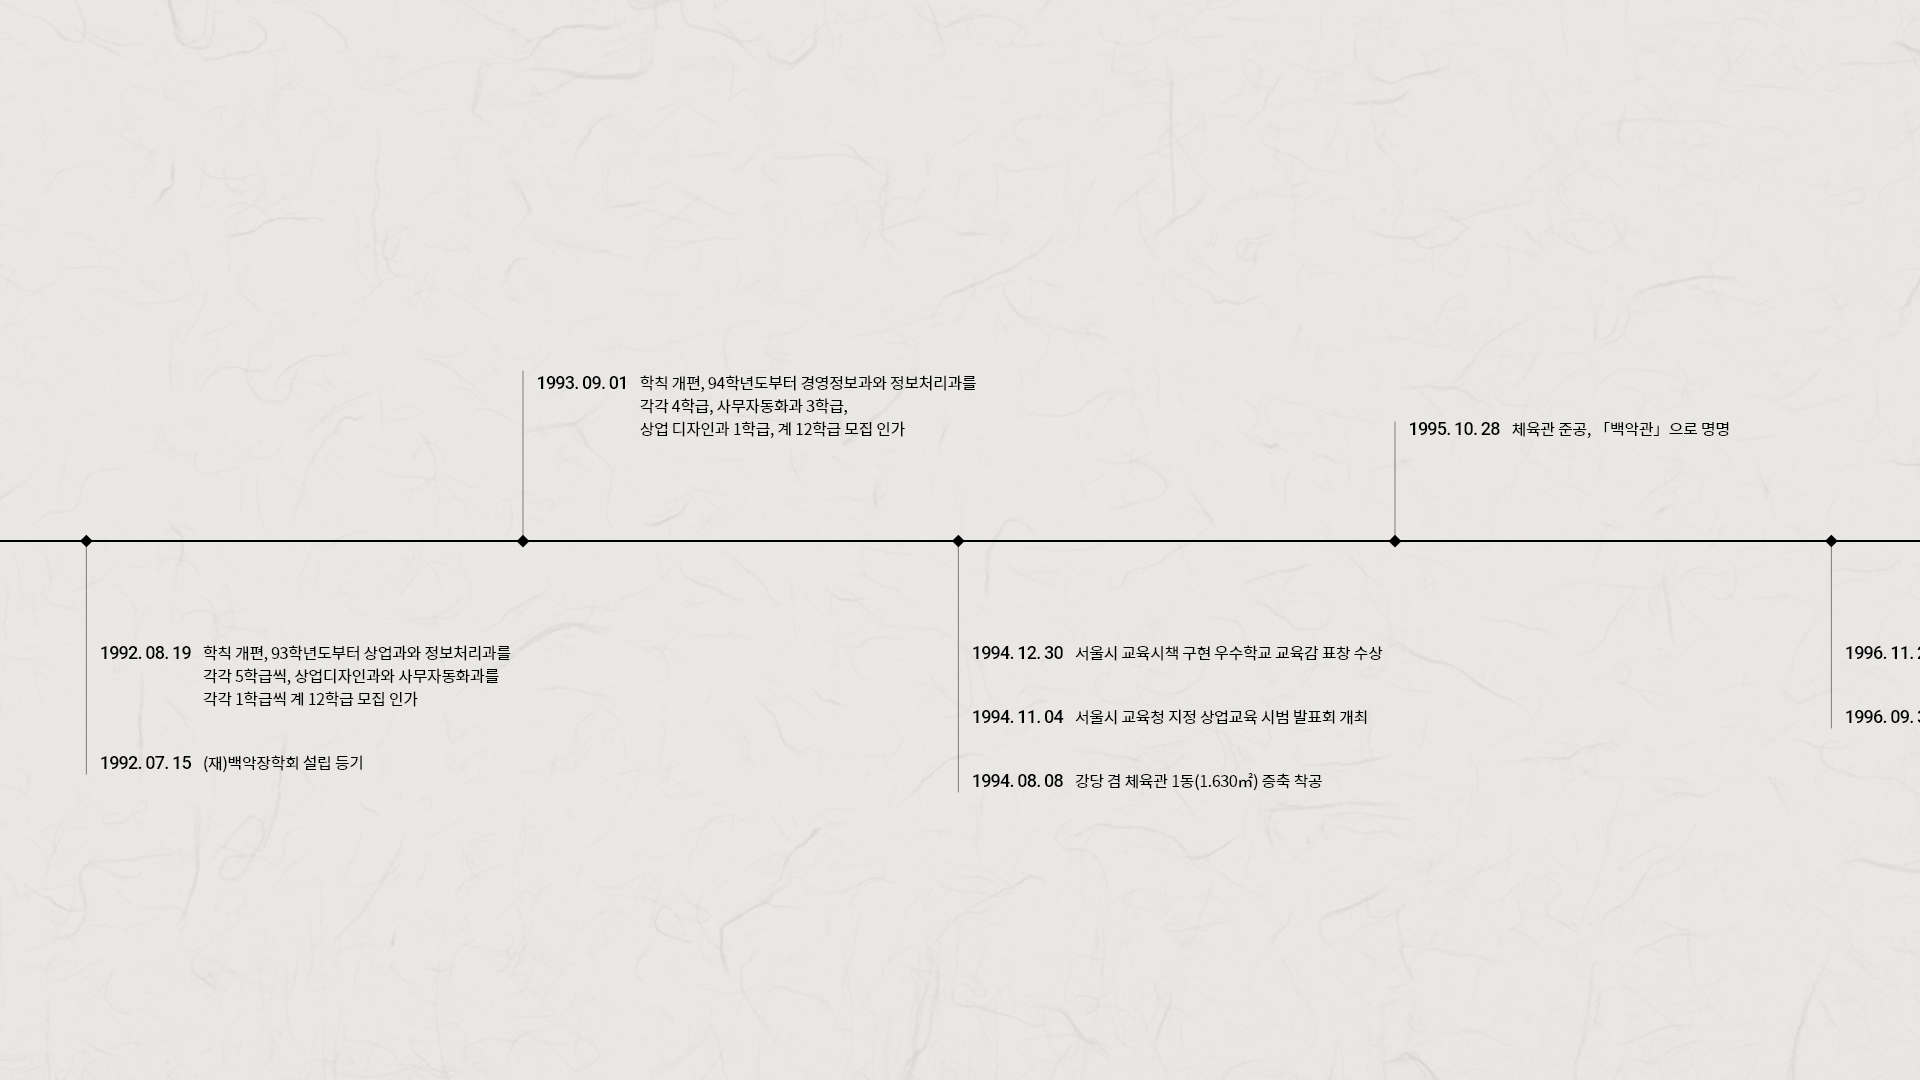 1993. 09. 01 학칙 개편, 94학년도부터 경영정보과와 정보처리과를
각각 4학급, 사무자동화과 3학급,
상업 디자인과 1학급, 계 12학급 모집 인가
1995. 10. 28 체육관 준공, 「백악관」으로 명명
1992. 08. 19 학칙 개편, 93학년도부터 상업과와 정보처리과를
각각 5학급씩, 상업디자인과와 사무자동화과를
각각 1학급씩 계 12학급 모집 인가
1992. 07. 15 (재)백악장학회 설립 등기
1994. 12. 30 서울시 교육시책 구현 우수학교 교육감 표창 수상
1994. 11. 04 서울시 교육청 지정 상업교육 시범 발표회 개최
1994. 08. 08 강당 겸 체육관 1동(1.630㎡) 증축 착공
1996. 11.
1996. 09.